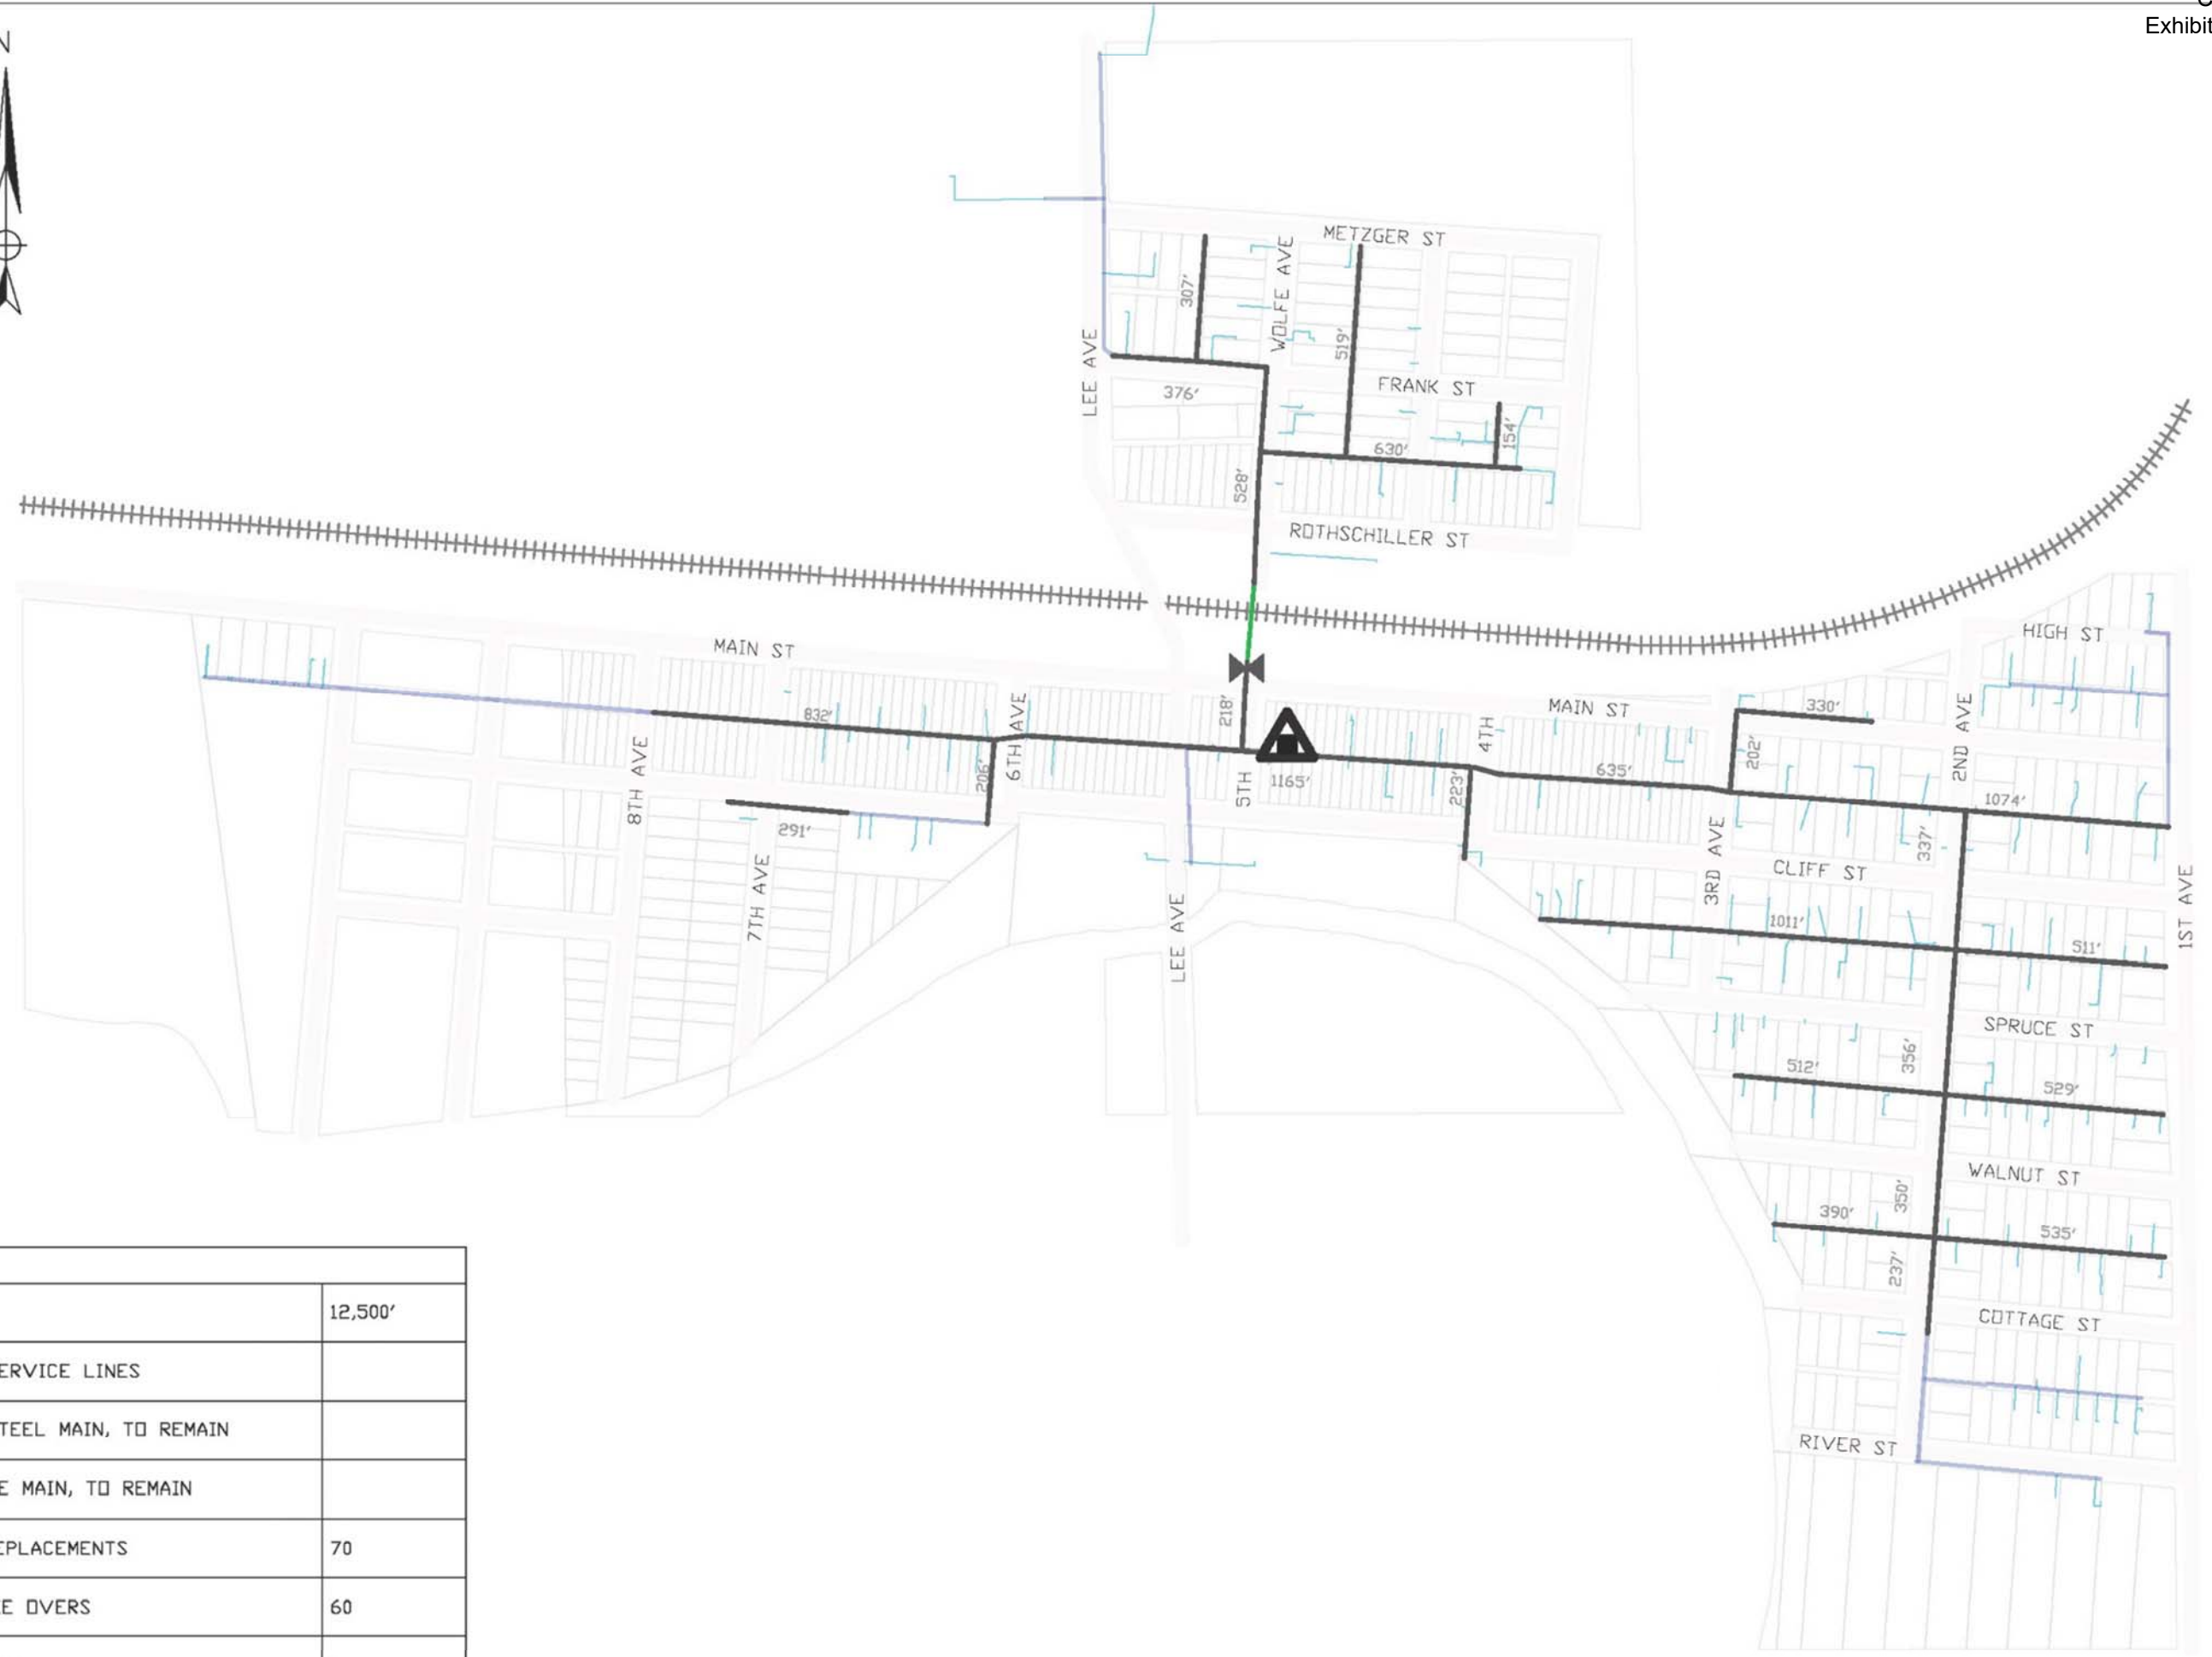 Exhibit
N
METZGER ST
WOLFE AVE
307'
519'
LEE AVE
FRANK ST
376'
154'
630'
528'
ROTHSCHILLER ST
HIGH ST
MAIN ST
6TH AVE
218'
MAIN ST
330'
2ND AVE
832'
4TH
202'
8TH AVE
206'
5TH
1165'
223'
635'
1074'
291'
337'
3RD AVE
CLIFF ST
7TH AVE
LEE AVE
1011'
511'
1ST AVE
SPRUCE ST
356'
512'
529'
WALNUT ST
350'
390'
535'
237'
COTTAGE ST
RIVER ST
12,500'
ERVICE LINES
TEEL MAIN, TO REMAIN
E MAIN, TO REMAIN
EPLACEMENTS 70
E OVERS 60